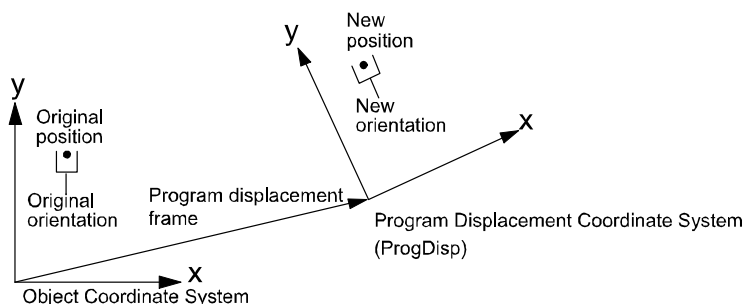 y
Original
position
Original
orientation
Program displacement
frame
x
Object Coordinate System
y
New
position
New
orientation
x
Program Displacement Coordinate System
(ProgDisp)